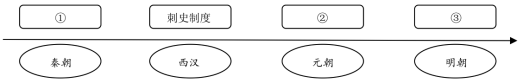 ① 刺史制度 ② ③
秦朝 西汉 元朝 明朝